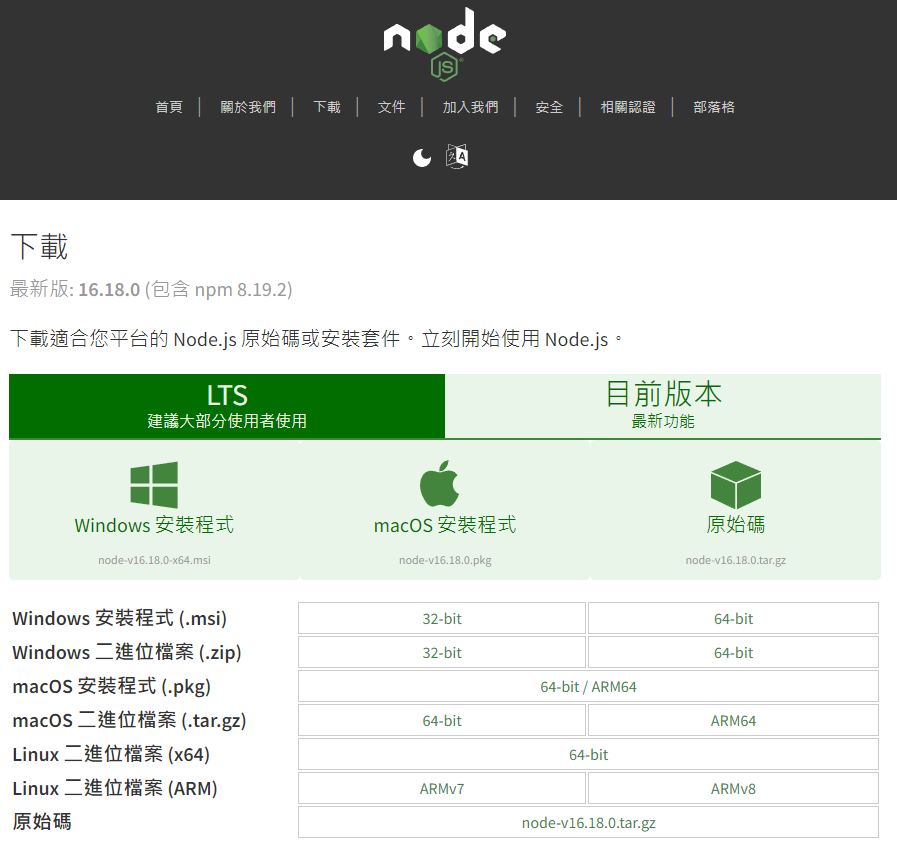 node
JS
首頁 | 關於我們 | 下載 | 文件 | 加入我們 | 安全 | 相關認證 | 部落格
下載
最新版: 16.18.0 (包含 npm 8.19.2)
下載適合您平台的 Node.js 原始碼或安裝套件。立刻開始使用 Node.js。
LTS
建議大部分使用者使用
目前版本
最新功能
Windows 安裝程式
node-v16.18.0-x64.msi
macOS 安裝程式
node-v16.18.0.pkg
原始碼
node-v16.18.0.tar.gz
Windows 安裝程式 (.msi) 32-bit 64-bit
Windows 二進位檔案 (.zip) 32-bit 64-bit
macOS 安裝程式 (.pkg) 64-bit / ARM64
macOS 二進位檔案 (.tar.gz) 64-bit ARM64
Linux 二進位檔案 (x64) 64-bit
Linux 二進位檔案 (ARM) ARMv7 ARMv8
原始碼 node-v16.18.0.tar.gz